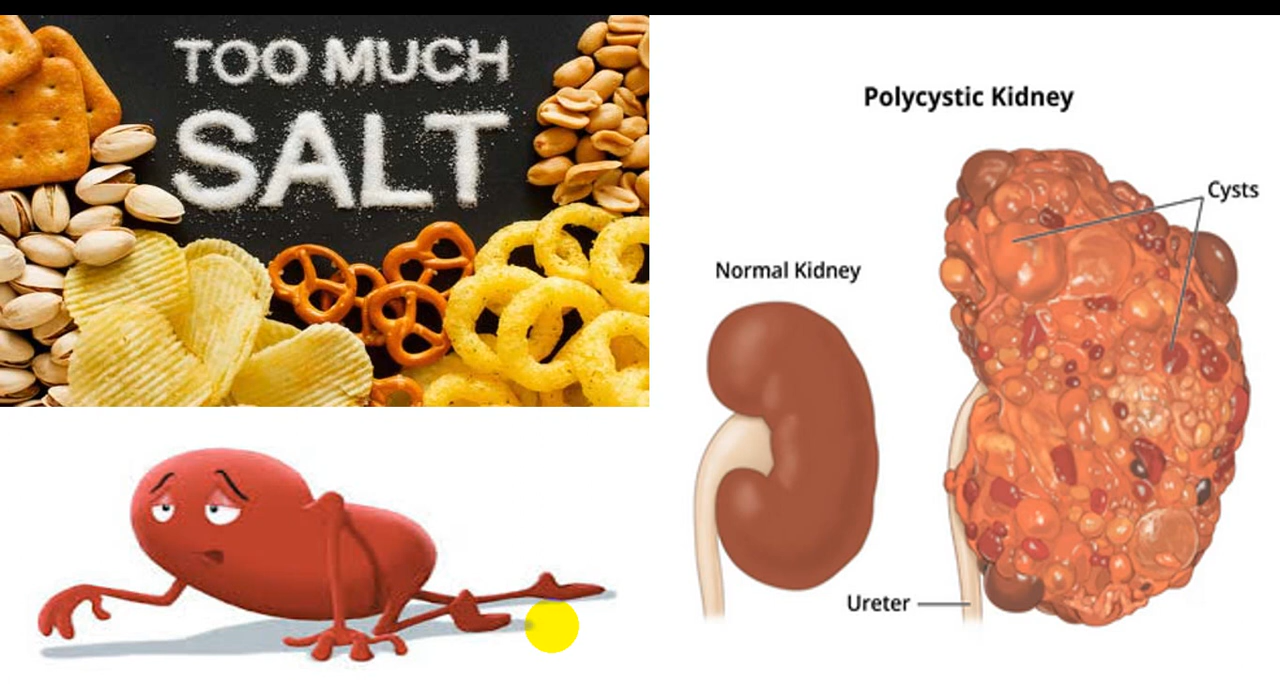 TOO MUCH
SALT
Polycystic Kidney
Cysts
Normal Kidney
Ureter